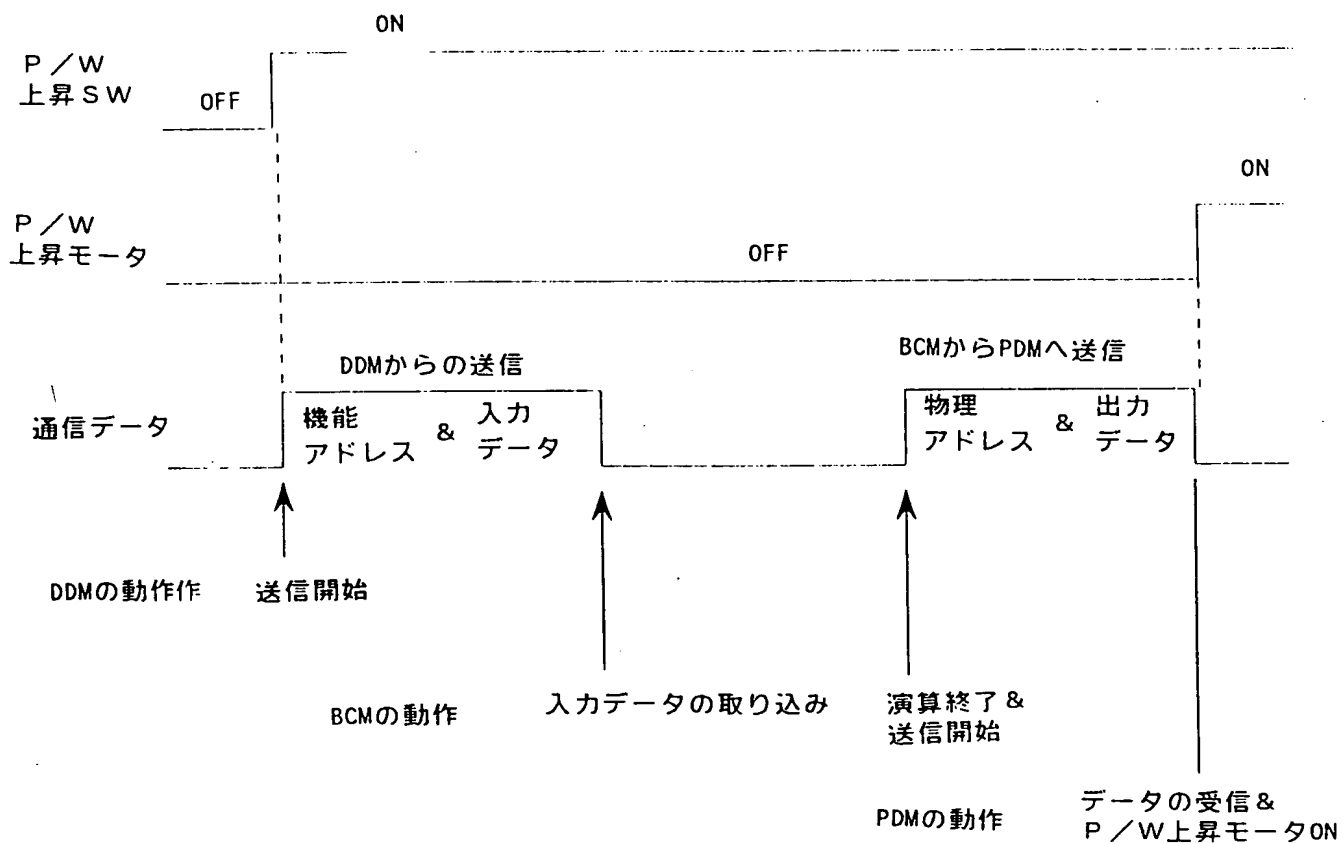 ON
P/W
上昇SW
OFF
ON
P/W
上昇モータ
OFF
DDMからの送信
BCMからPDMへ送信
通信データ
機能
アドレス
&
入力
データ
物理
アドレス
&
出力
データ
DDMの動作作
送信開始
BCMの動作
入力データの取り込み
演算終了&
送信開始
PDMの動作
データの受信&
P/W上昇モータON